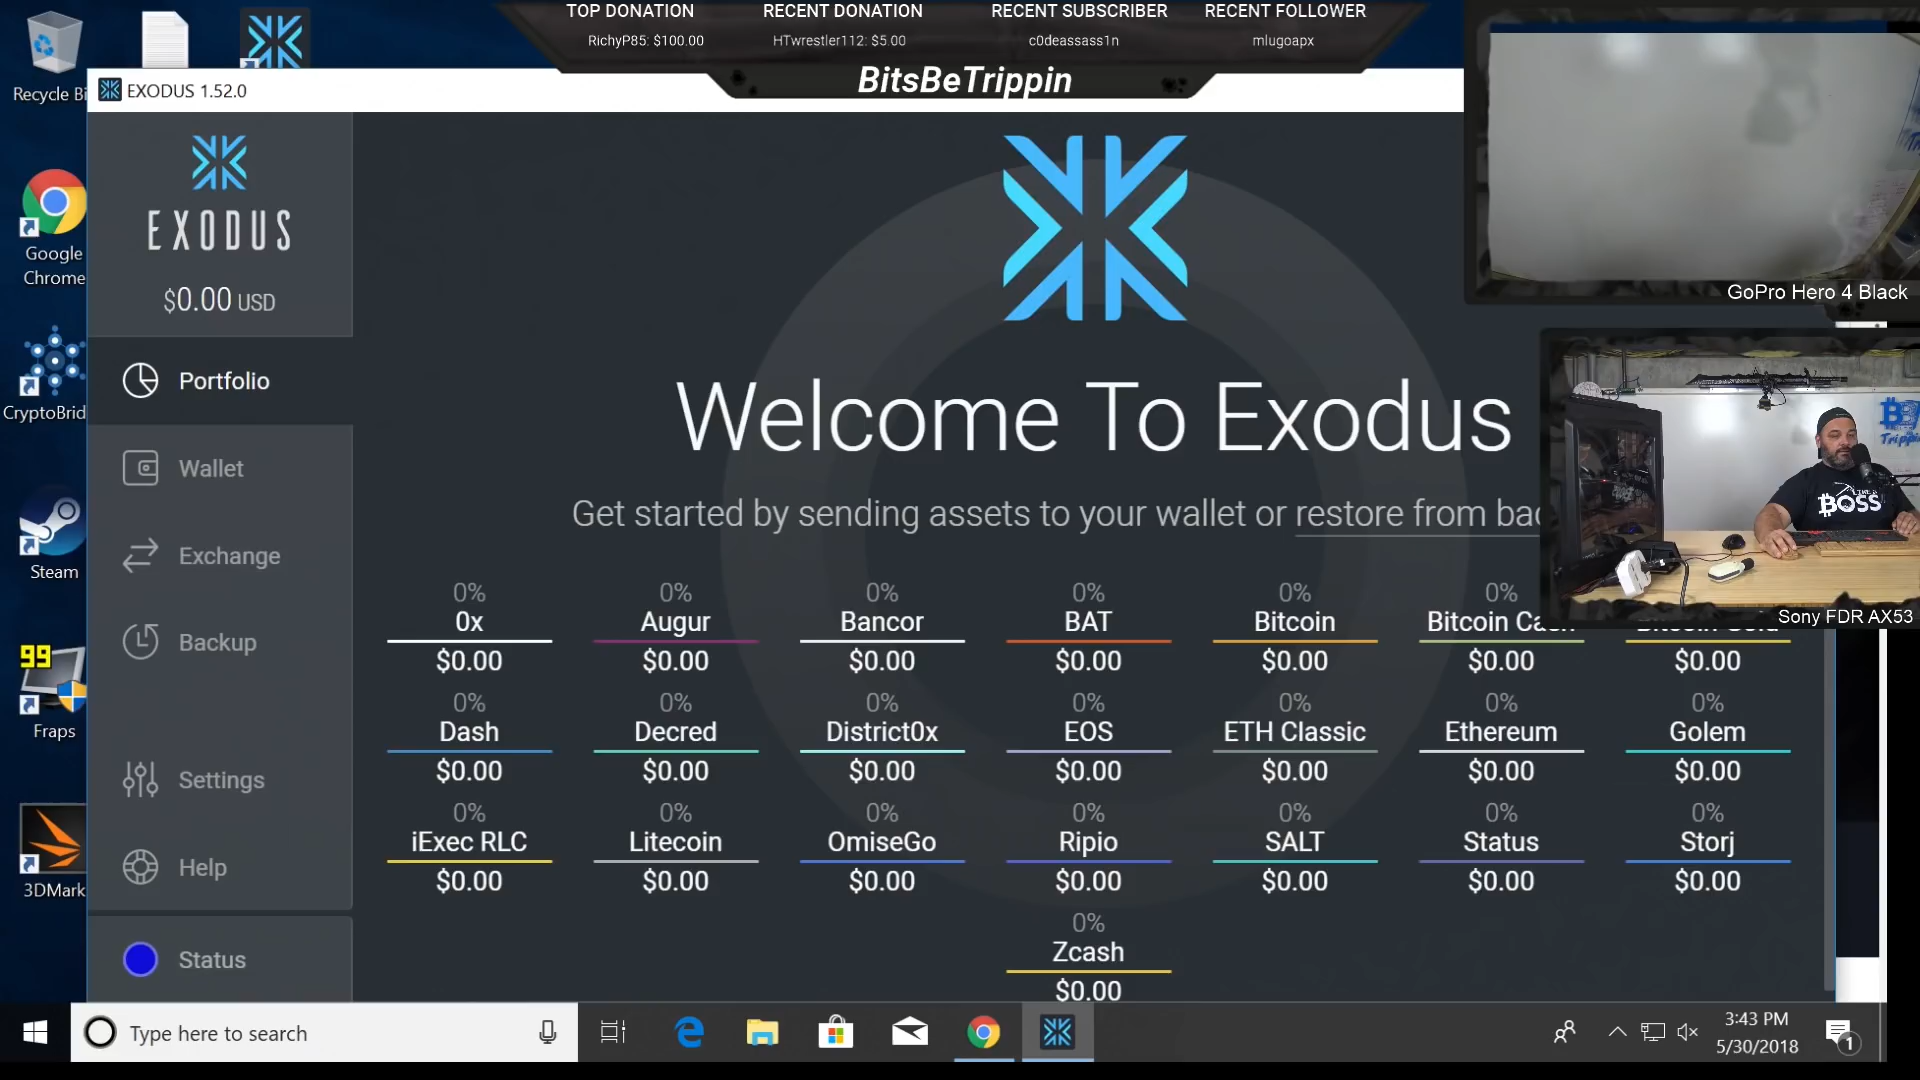 TOP DONATION
RichyP85: $100.00
RECENT DONATION
HTwrestler112: $5.00
RECENT SUBSCRIBER
c0deassass1n
RECENT FOLLOWER
mlugoapx
BitsBeTrippin
Recycle Bi
Google
Chrome
CryptoBrid
Steam
99
Fraps
3DMark
EXODUS 1.52.0
EXODUS
$0.00 USD
Portfolio
Wallet
Exchange
Backup
Settings
Help
Status
Welcome To Exodus
Get started by sending assets to your wallet or restore from bac
0% 0% 0% 0% 0% 0%
0x Augur Bancor BAT Bitcoin Bitcoin Cash
$0.00 $0.00 $0.00 $0.00 $0.00 $0.00 $0.00
0% 0% 0% 0% 0% 0% 0%
Dash Decred District0x EOS ETH Classic Ethereum Golem
$0.00 $0.00 $0.00 $0.00 $0.00 $0.00 $0.00
0% 0% 0% 0% 0% 0% 0%
iExec RLC Litecoin OmiseGo Ripio SALT Status Storj
$0.00 $0.00 $0.00 $0.00 $0.00 $0.00 $0.00
0%
Zcash
$0.00
GoPro Hero 4 Black
BOSS
Sony FDR AX53
Type here to search
3:43 PM
5/30/2018
1